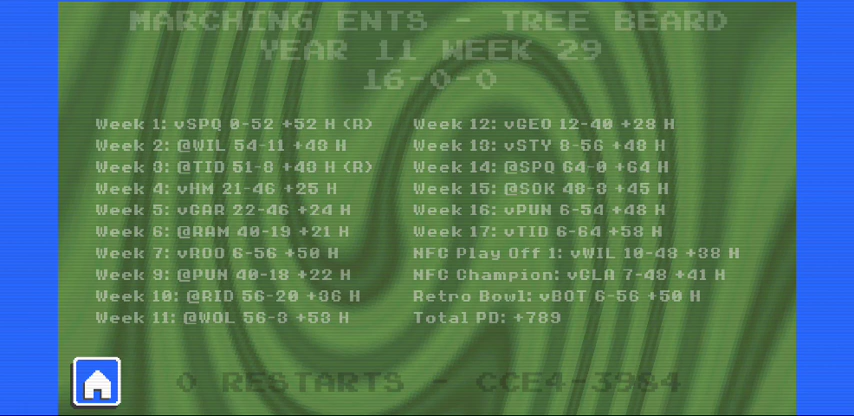 MARCHING ENTS - TREE BEARD
YEAR 11 WEEK 29
16-0-0
Week 1: vSPQ 0-52 +52 H (R)
Week 2: @WIL 54-11 +43 H
Week 3: @TID 51-8 +43 H (R)
Week 4: vHM 21-46 +25 H
Week 5: vGAR 22-46 +24 H
Week 6: @RAM 40-19 +21 H
Week 7: vROO 6-56 +50 H
Week 9: @PUN 40-18 +22 H
Week 10: @RID 56-20 +36 H
Week 11: @WOL 56-3 +53 H
Week 12: vGEO 12-40 +28 H
Week 13: vSTY 8-56 +48 H
Week 14: @SPQ 64-0 +64 H
Week 15: @SOK 48-3 +45 H
Week 16: vPUN 6-54 +48 H
Week 17: vTID 6-64 +58 H
NFC Play Off 1: vWIL 10-48 +38 H
NFC Champion: vGLA 7-48 +41 H
Retro Bowl: vBOT 6-56 +50 H
Total PD: +789
0 RESTARTS - CCE4-3984